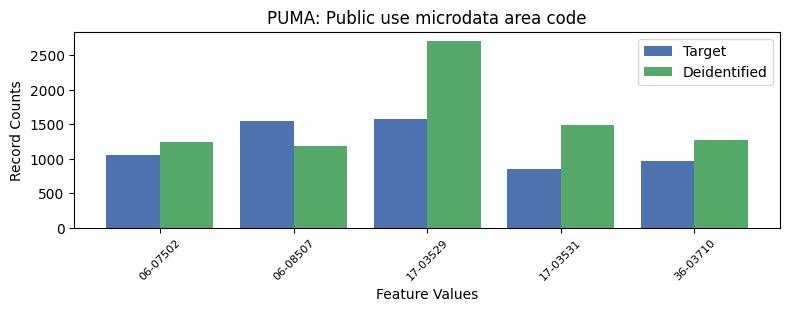 PUMA: Public use microdata area code
Target
Deidentified
Record Counts
2500
2000
1500
1000
500
0
06-07502
06-08507
17-03529
17-03531
36-03710
Feature Values